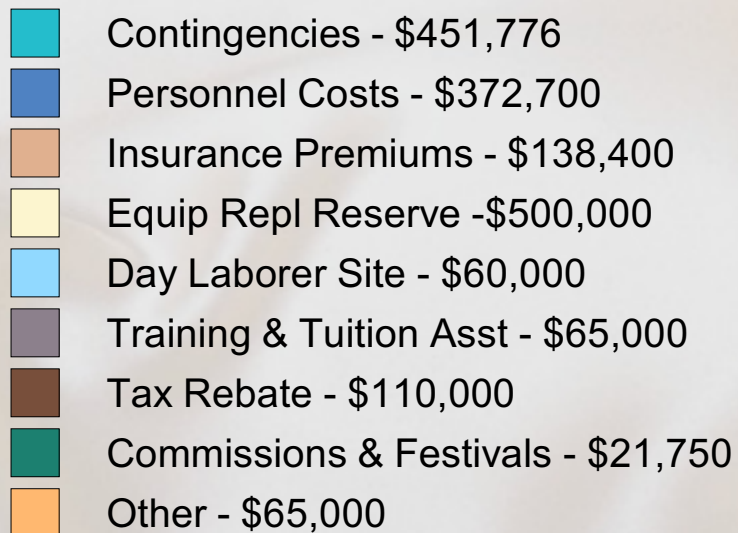 Contingencies - $451,776
Personnel Costs - $372,700
Insurance Premiums - $138,400
Equip Repl Reserve -$500,000
Day Laborer Site - $60,000
Training & Tuition Asst - $65,000
Tax Rebate - $110,000
Commissions & Festivals - $21,750
Other - $65,000